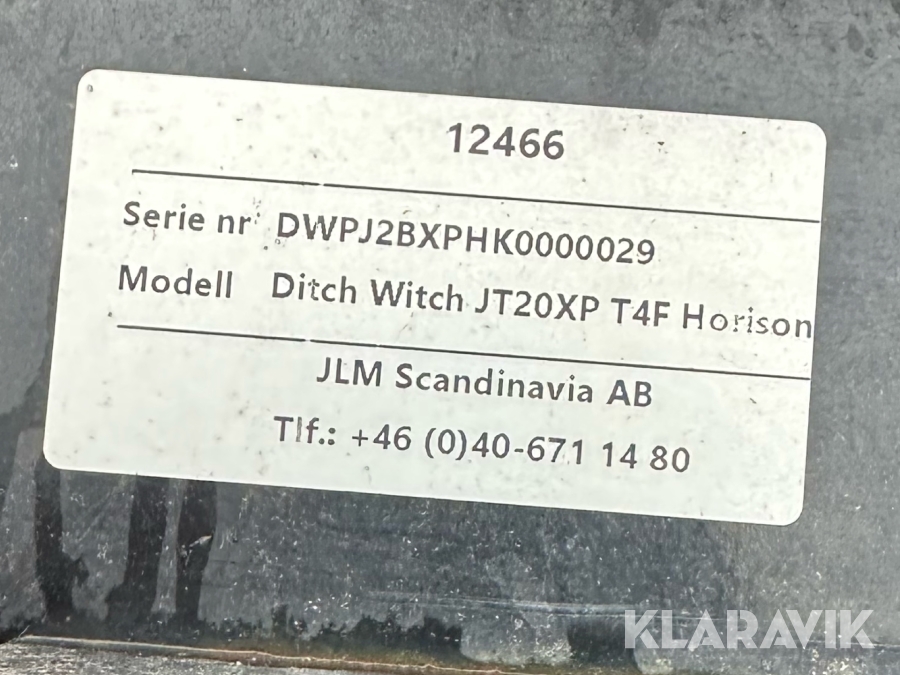 12466
Serie nr: DWPJ2BXPHK0000029
Modell Ditch Witch JT20XP T4F Horison
JLM Scandinavia AB
Tlf.: +46 (0)40-671 14 80
KLARAVIK